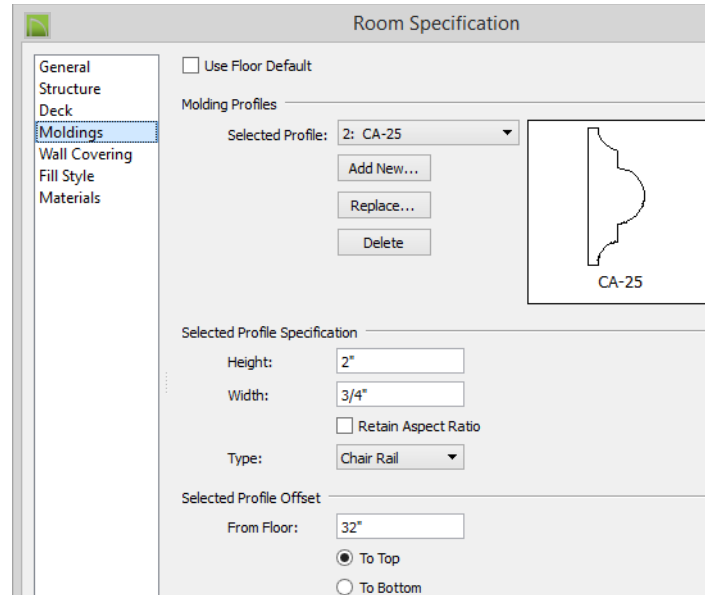 Room Specification
General
Structure
Deck
Moldings
Wall Covering
Fill Style
Materials
Use Floor Default
Molding Profiles
Selected Profile: 2: CA-25
Add New...
Replace...
Delete
CA-25
Selected Profile Specification
Height: 2"
Width: 3/4"
Retain Aspect Ratio
Type: Chair Rail
Selected Profile Offset
From Floor: 32"
To Top
To Bottom